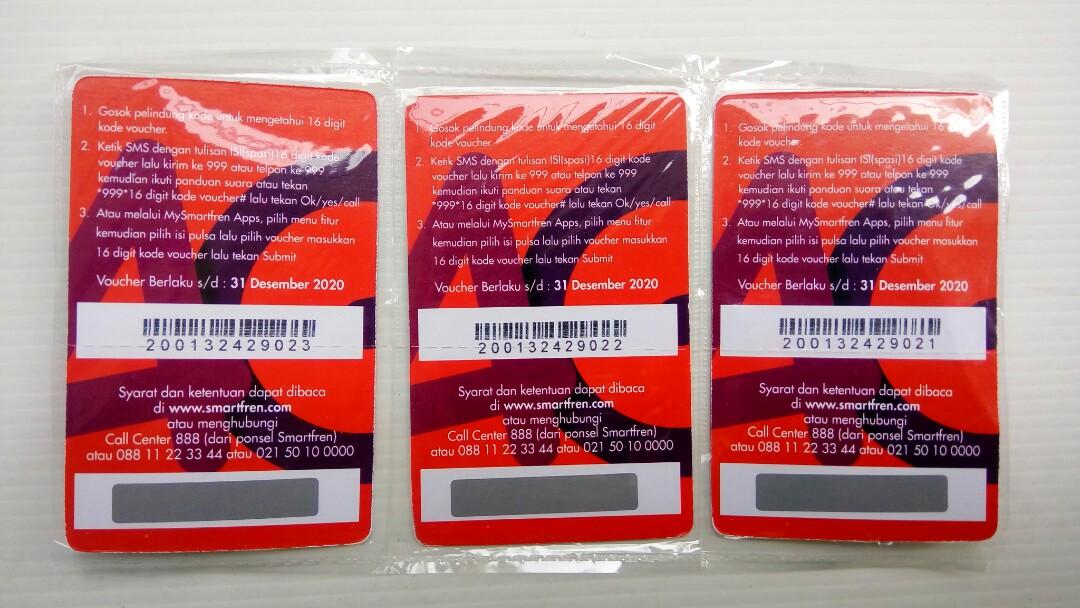 1. Gosok pelindung kode untuk mengetahui 16 digit
kode voucher.
2. Ketik SMS dengan tulisan ISI(spasi)16 digit kode
voucher lalu kirim ke 999 atau telpon ke 999
kemudian ikuti panduan suara atau tekan
*999*16 digit kode voucher# lalu tekan Ok/yes/call
3. Atau melalui MySmartfren Apps, pilih menu fitur
kemudian pilih isi pulsa lalu pilih voucher masukkan
16 digit kode voucher lalu tekan Submit
Voucher Berlaku s/d : 31 Desember 2020
200132429023
Syarat dan ketentuan dapat dibaca
di www.smartfren.com
atau menghubungi
Call Center 888 (dari ponsel Smartfren)
atau 088 11 22 33 44 atau 021 50 10 0000
1. Gosok pelindung kode untuk mengetahui 16 digit
kode voucher.
2. Ketik SMS dengan tulisan ISI(spasi)16 digit kode
voucher lalu kirim ke 999 atau telpon ke 999
kemudian ikuti panduan suara atau tekan
*999*16 digit kode voucher# lalu tekan Ok/yes/call
3. Atau melalui MySmartfren Apps, pilih menu fitur
kemudian pilih isi pulsa lalu pilih voucher masukkan
16 digit kode voucher lalu tekan Submit
Voucher Berlaku s/d : 31 Desember 2020
200132429022
Syarat dan ketentuan dapat dibaca
di www.smartfren.com
atau menghubungi
Call Center 888 (dari ponsel Smartfren)
atau 088 11 22 33 44 atau 021 50 10 0000
1. Gosok pelindung kode untuk mengetahui 16 digit
kode voucher.
2. Ketik SMS dengan tulisan ISI(spasi)16 digit kode
voucher lalu kirim ke 999 atau telpon ke 999
kemudian ikuti panduan suara atau tekan
*999*16 digit kode voucher# lalu tekan Ok/yes/call
3. Atau melalui MySmartfren Apps, pilih menu fitur
kemudian pilih isi pulsa lalu pilih voucher masukkan
16 digit kode voucher lalu tekan Submit
Voucher Berlaku s/d : 31 Desember 2020
200132429021
Syarat dan ketentuan dapat dibaca
di www.smartfren.com
atau menghubungi
Call Center 888 (dari ponsel Smartfren)
atau 088 11 22 33 44 atau 021 50 10 0000